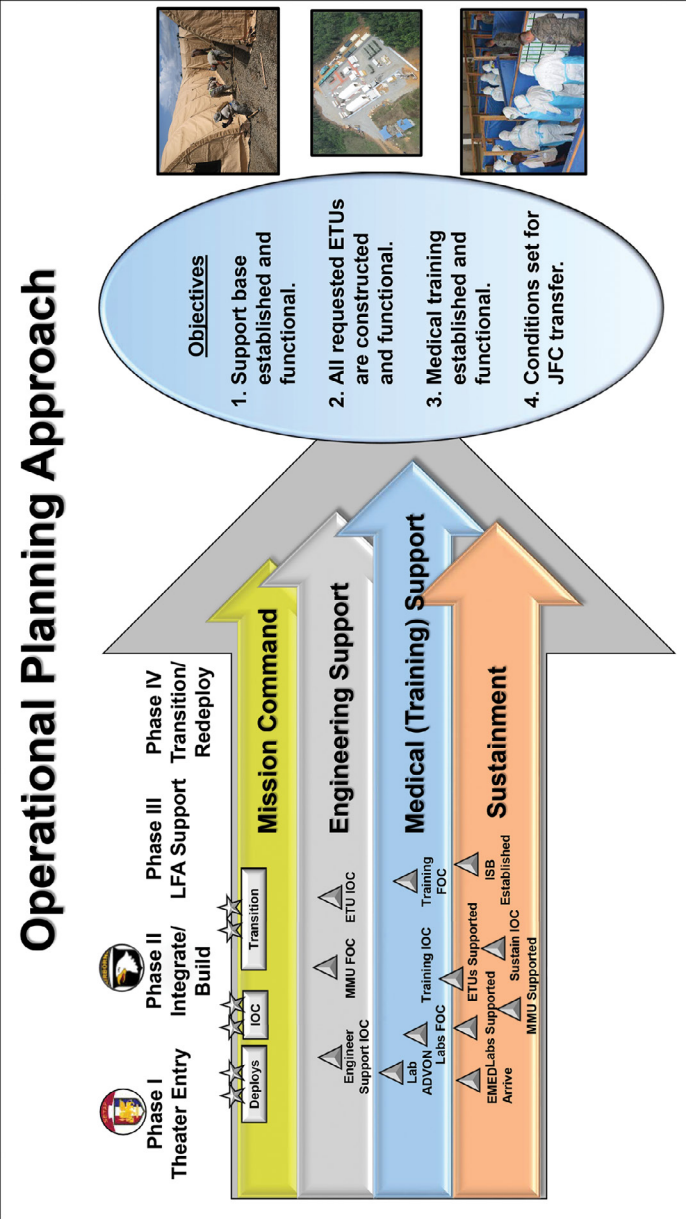 Operational Planning Approach
Phase I
Theater Entry
Phase II
Integrate/
Build
Phase III
LFA Support
Phase IV
Transition/
Redeploy
Deploys
IOC
Transition
Mission Command
Engineer
Support IOC
MMU FOC
ETU IOC
Engineering Support
Lab
ADVON
Labs FOC
Training IOC
Training
FOC
Medical (Training) Support
EMED
Arrive
Labs Supported
MMU Supported
ETUs Supported
Sustain IOC
ISB
Established
Sustainment
Objectives
1. Support base
established and
functional.
2. All requested ETUs
are constructed
and functional.
3. Medical training
established and
functional.
4. Conditions set for
JFC transfer.